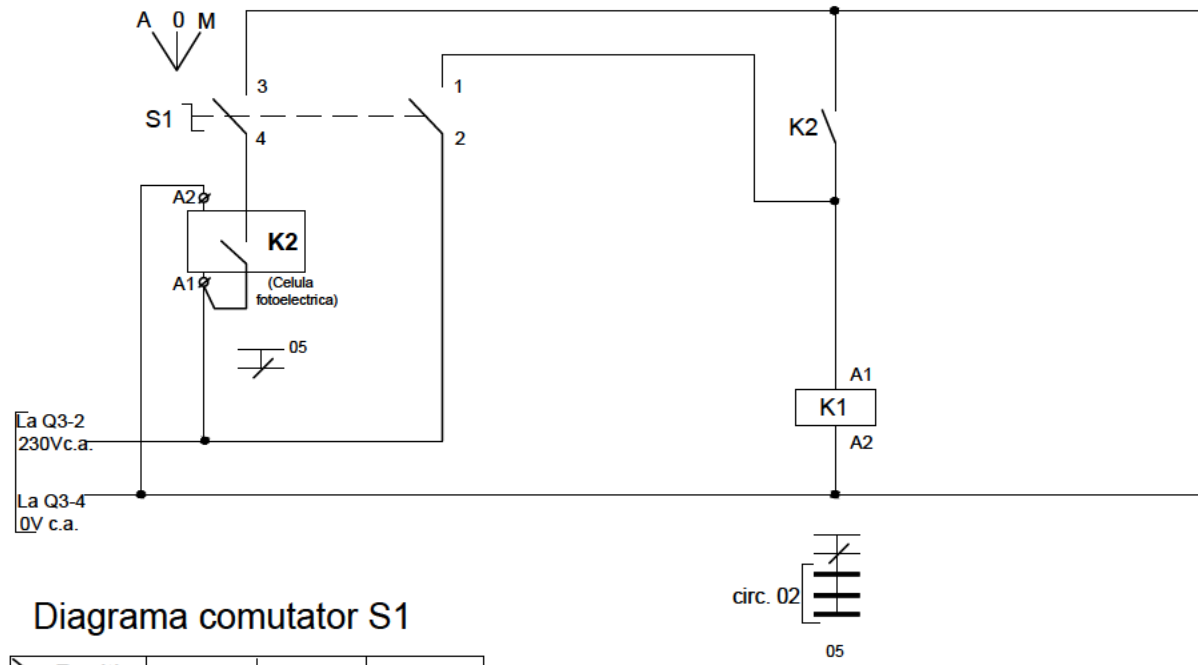 A 0 M
3
1
S1
4
2
K2
A2
K2
A1
(Celula
fotoelectrica)
05
A1
K1
A2
La Q3-2
230Vc.a.
La Q3-4
0V c.a.
circ. 02
05
Diagrama comutator S1